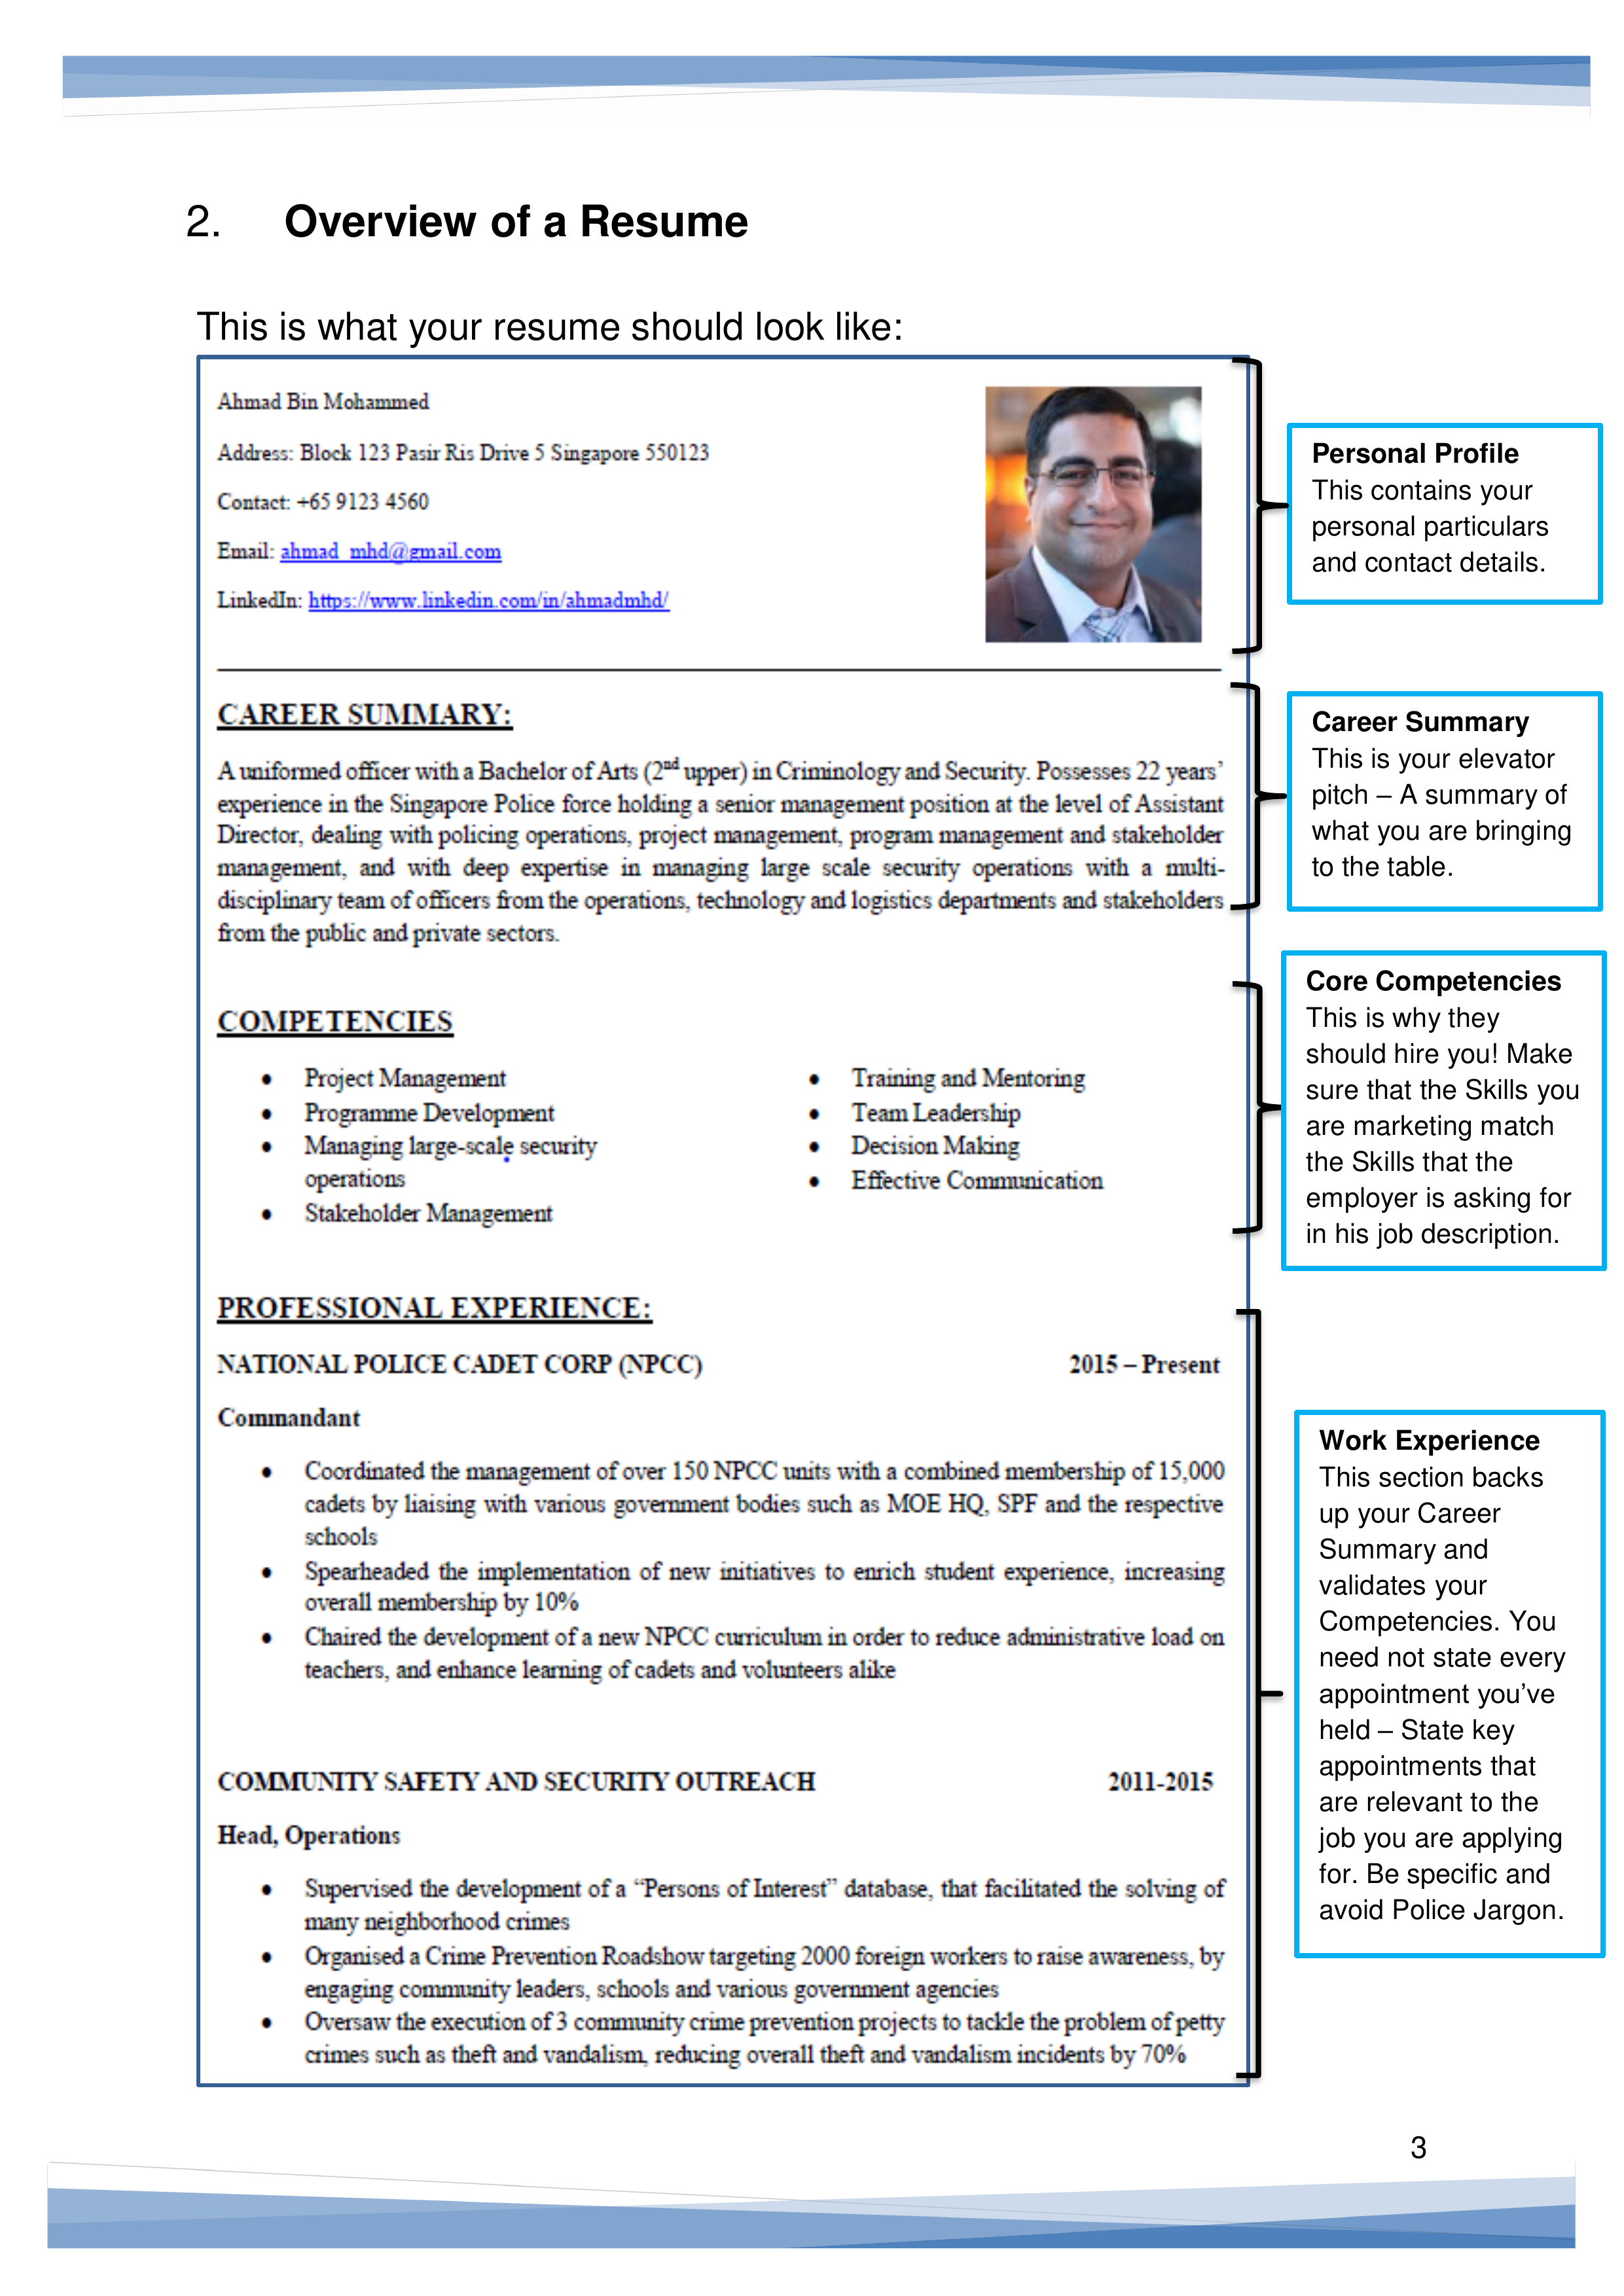 2. Overview of a Resume
This is what your resume should look like:
Ahmad Bin Mohammed
Address: Block 123 Pasir Ris Drive 5 Singapore 550123
Contact: +65 9123 4560
Email: ahmad_mhd@gmail.com
LinkedIn: https://www.linkedin.com/in/ahmadmhd/
Personal Profile
This contains your
personal particulars
and contact details.
CAREER SUMMARY:
A uniformed officer with a Bachelor of Arts (2nd upper) in Criminology and Security. Possesses 22 years'
experience in the Singapore Police force holding a senior management position at the level of Assistant
Director, dealing with policing operations, project management, program management and stakeholder
management, and with deep expertise in managing large scale security operations with a multi-
disciplinary team of officers from the operations, technology and logistics departments and stakeholders
from the public and private sectors.
Career Summary
This is your elevator
pitch – A summary of
what you are bringing
to the table.
COMPETENCIES
• Project Management
• Programme Development
• Managing large-scale security
operations
• Stakeholder Management
• Training and Mentoring
• Team Leadership
• Decision Making
• Effective Communication
Core Competencies
This is why they
should hire you! Make
sure that the Skills you
are marketing match
the Skills that the
employer is asking for
in his job description.
PROFESSIONAL EXPERIENCE:
NATIONAL POLICE CADET CORP (NPCC) 2015 – Present
Commandant
• Coordinated the management of over 150 NPCC units with a combined membership of 15,000
cadets by liaising with various government bodies such as MOE HQ, SPF and the respective
schools
• Spearheaded the implementation of new initiatives to enrich student experience, increasing
overall membership by 10%
• Chaired the development of a new NPCC curriculum in order to reduce administrative load on
teachers, and enhance learning of cadets and volunteers alike
COMMUNITY SAFETY AND SECURITY OUTREACH 2011-2015
Head, Operations
• Supervised the development of a “Persons of Interest” database, that facilitated the solving of
many neighborhood crimes
• Organised a Crime Prevention Roadshow targeting 2000 foreign workers to raise awareness, by
engaging community leaders, schools and various government agencies
• Oversaw the execution of 3 community crime prevention projects to tackle the problem of petty
crimes such as theft and vandalism, reducing overall theft and vandalism incidents by 70%
Work Experience
This section backs
up your Career
Summary and
validates your
Competencies. You
need not state every
appointment you’ve
held – State key
appointments that
are relevant to the
job you are applying
for. Be specific and
avoid Police Jargon.
3